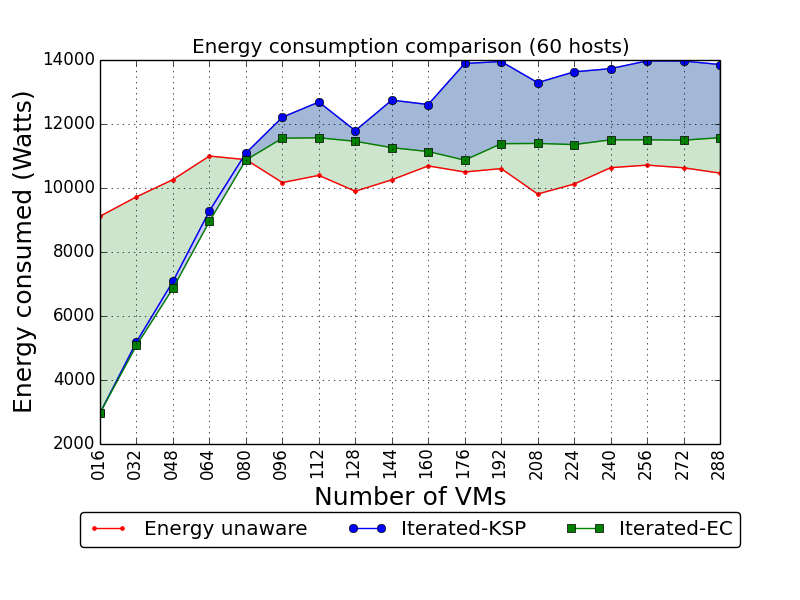 Energy consumption comparison (60 hosts)
Energy consumed (Watts)
14000
12000
10000
8000
6000
4000
2000
016 032 048 064 080 096 112 128 144 160 176 192 208 224 240 256 272 288
Number of VMs
Energy unaware Iterated-KSP Iterated-EC